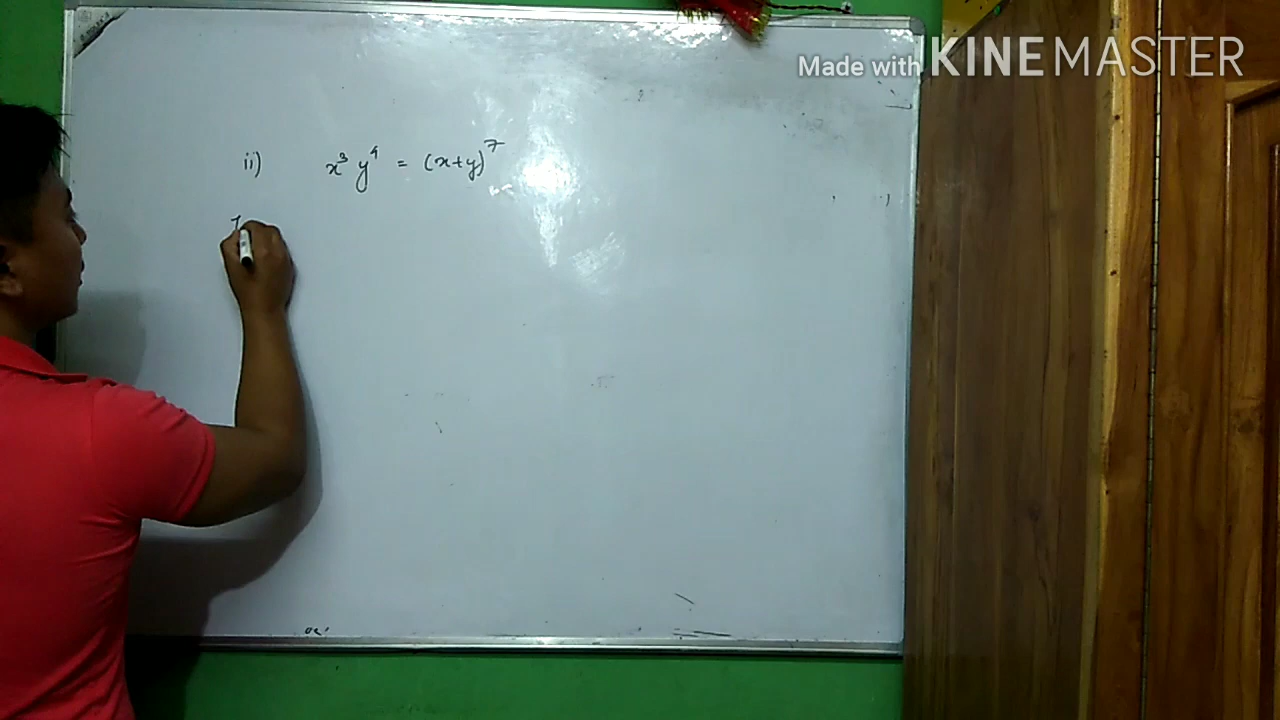 Made with KINEMASTER
ii) x³ y⁴ = (x+y)⁷